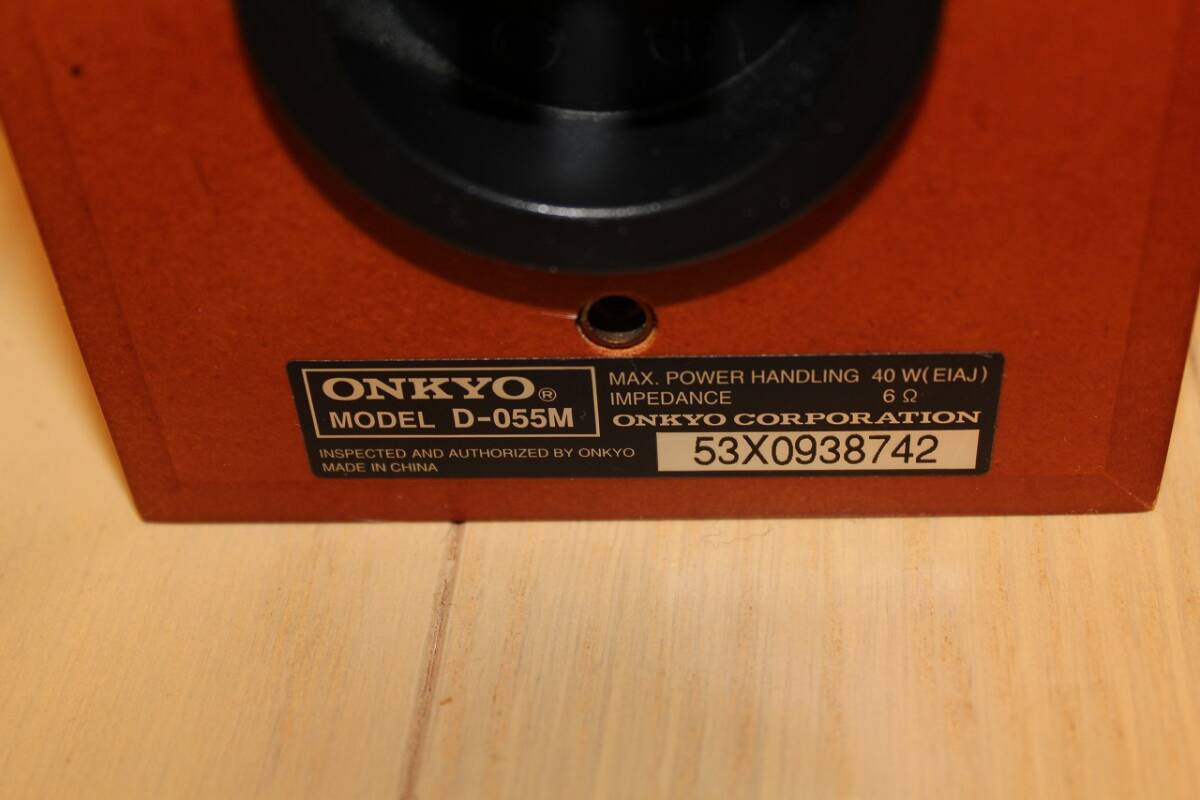 ONKYO®
MODEL D-055M
INSPECTED AND AUTHORIZED BY ONKYO
MADE IN CHINA
MAX. POWER HANDLING 40 W(EIAJ)
IMPEDANCE 6 Ω
ONKYO CORPORATION
53X0938742